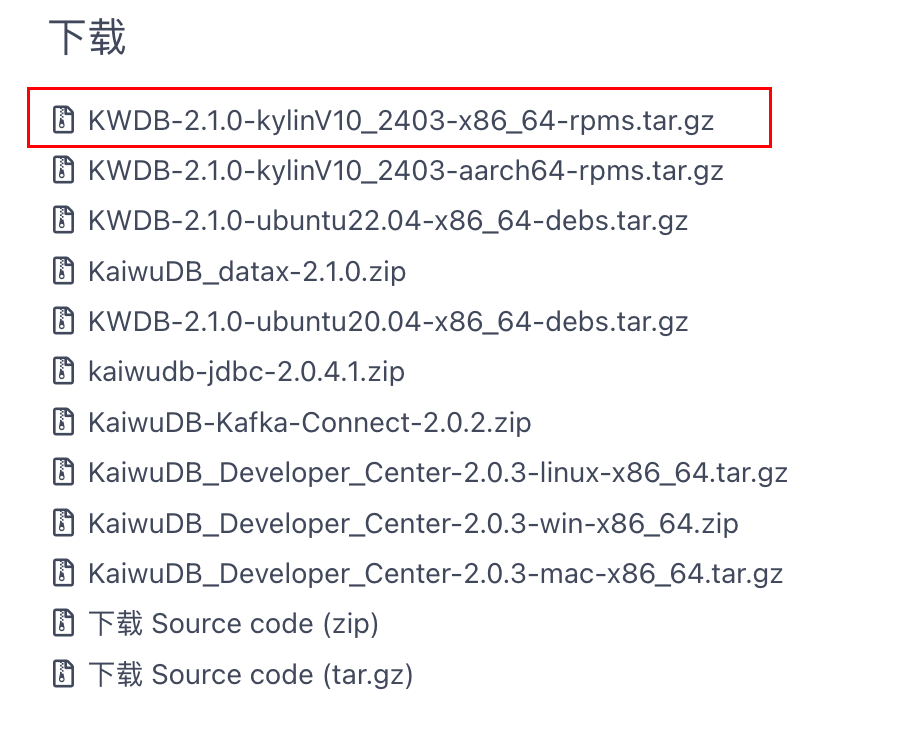 下载
KWDB-2.1.0-kylinV10_2403-x86_64-rpms.tar.gz
KWDB-2.1.0-kylinV10_2403-aarch64-rpms.tar.gz
KWDB-2.1.0-ubuntu22.04-x86_64-debs.tar.gz
KaiwuDB_datax-2.1.0.zip
KWDB-2.1.0-ubuntu20.04-x86_64-debs.tar.gz
kaiwudb-jdbc-2.0.4.1.zip
KaiwuDB-Kafka-Connect-2.0.2.zip
KaiwuDB_Developer_Center-2.0.3-linux-x86_64.tar.gz
KaiwuDB_Developer_Center-2.0.3-win-x86_64.zip
KaiwuDB_Developer_Center-2.0.3-mac-x86_64.tar.gz
下载 Source code (zip)
下载 Source code (tar.gz)